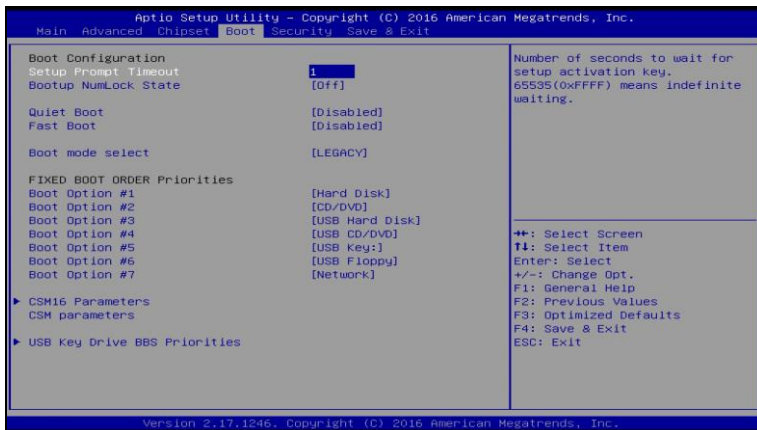 Aptio Setup Utility – Copyright (C) 2016 American Megatrends, Inc.
Main Advanced Chipset Boot Security Save & Exit
Boot Configuration
Setup Prompt Timeout 1
Bootup NumLock State [Off]
Quiet Boot [Disabled]
Fast Boot [Disabled]
Boot mode select [LEGACY]
FIXED BOOT ORDER Priorities
Boot Option #1 [Hard Disk]
Boot Option #2 [CD/DVD]
Boot Option #3 [USB Hard Disk]
Boot Option #4 [USB CD/DVD]
Boot Option #5 [USB Key:]
Boot Option #6 [USB Floppy]
Boot Option #7 [Network]
▶ CSM16 Parameters
CSM parameters
▶ USB Key Drive BBS Priorities
Number of seconds to wait for
setup activation key.
65535(0xFFFF) means indefinite
waiting.
→←: Select Screen
↑↓: Select Item
Enter: Select
+/-: Change Opt.
F1: General Help
F2: Previous Values
F3: Optimized Defaults
F4: Save & Exit
ESC: Exit
Version 2.17.1246. Copyright (C) 2016 American Megatrends, Inc.